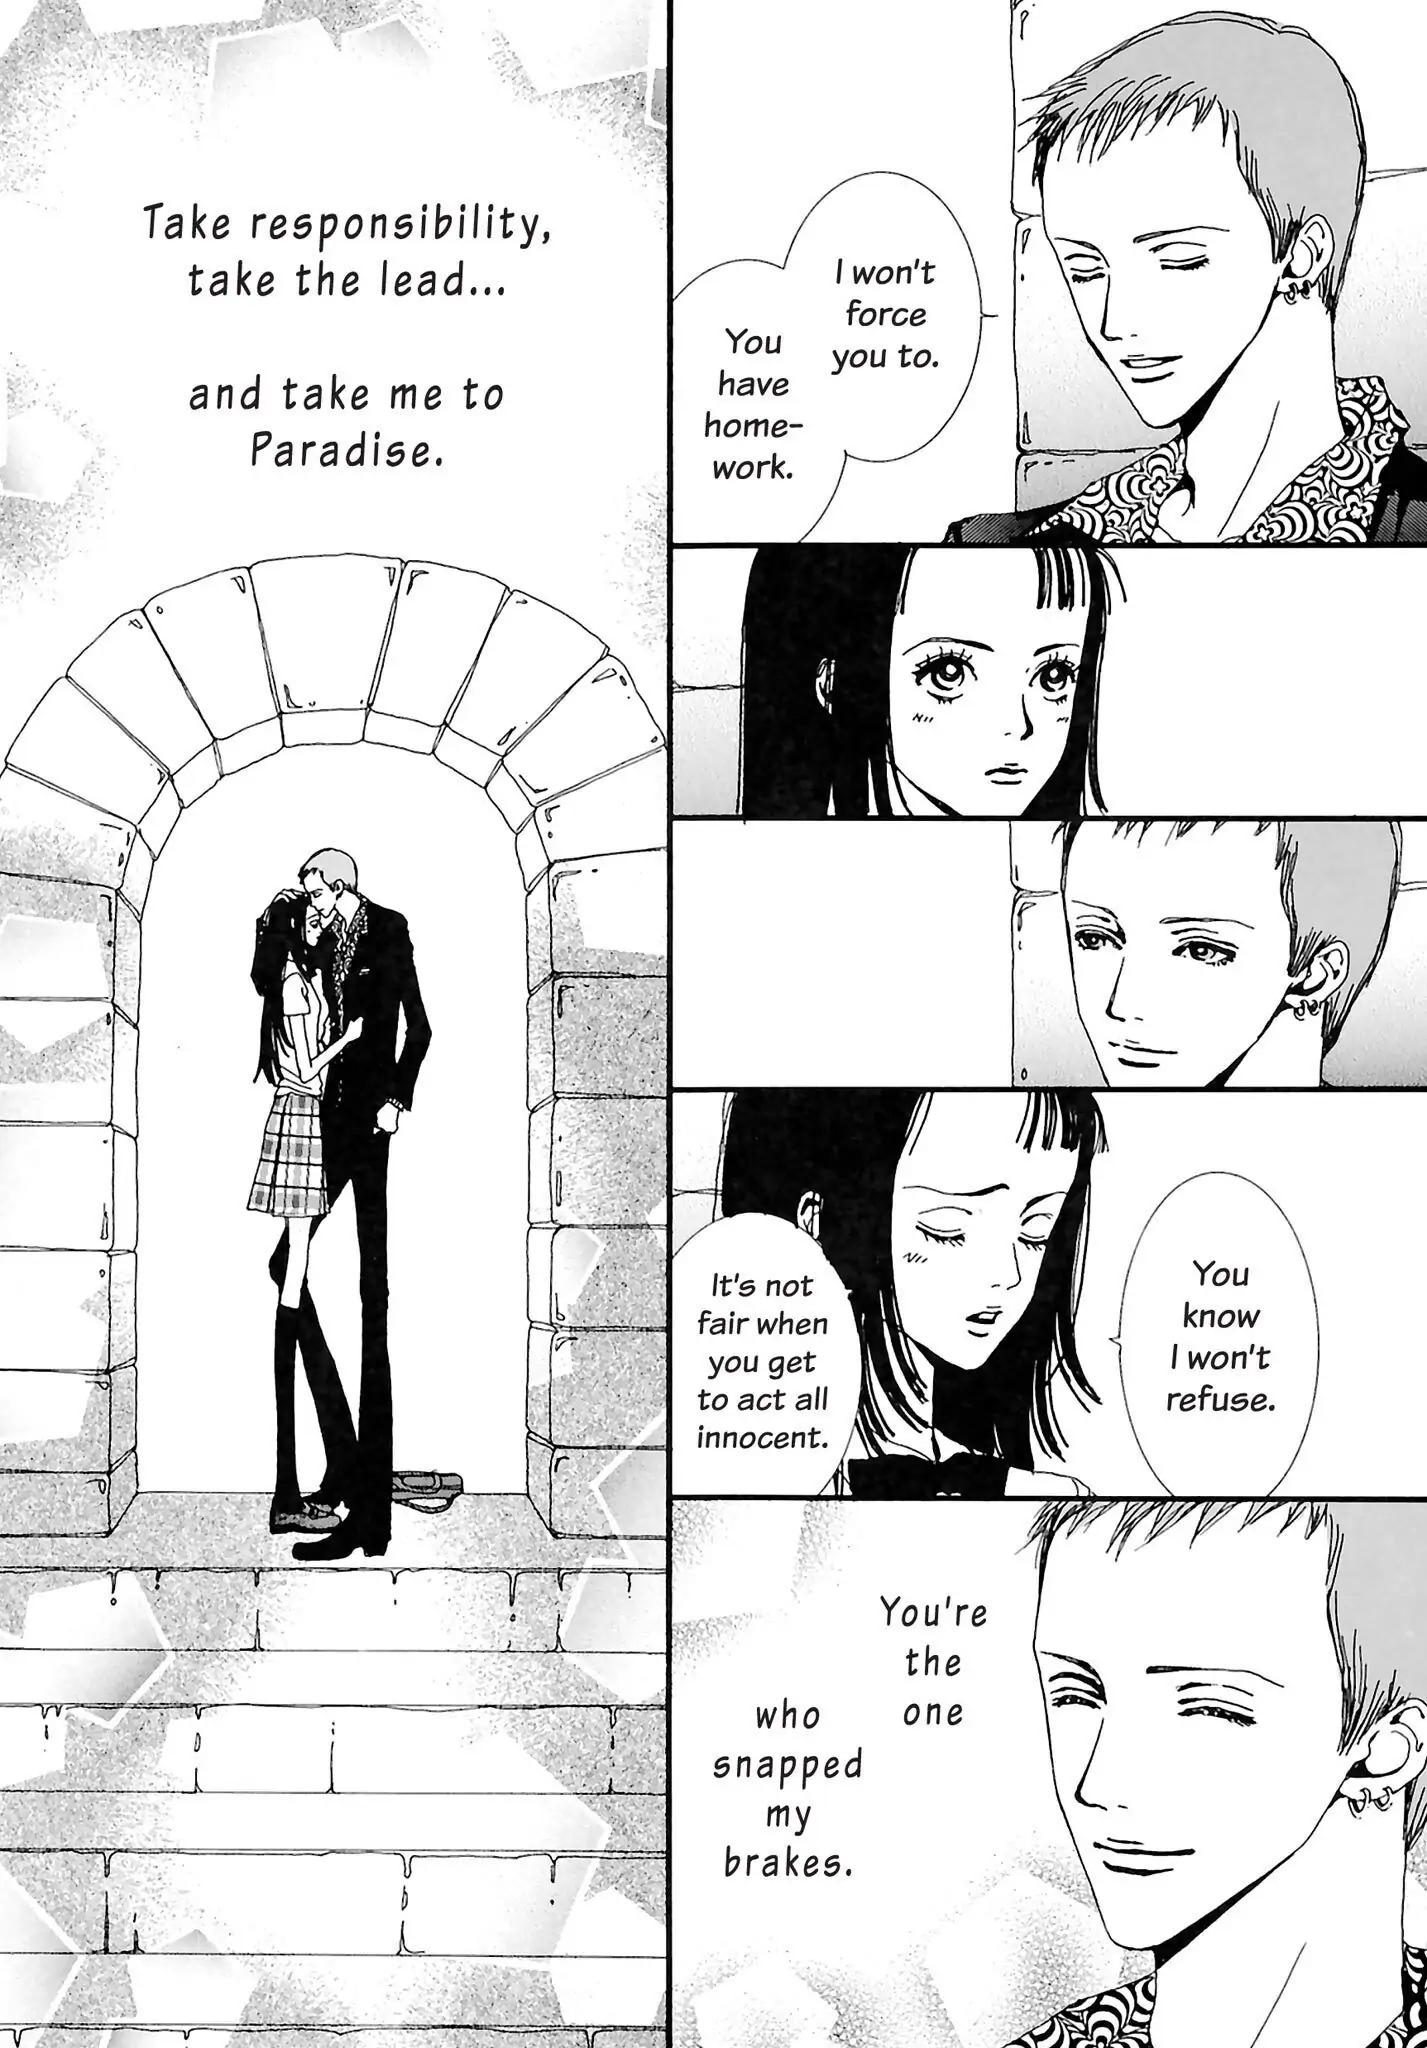 I won't
force
you to.
You
have
home-
work.
You
know
I won't
refuse.
It's not
fair when
you get
to act all
innocent.
You're
the
one
who
snapped
my
brakes.
Take responsibility,
take the lead...
and take me to
Paradise.